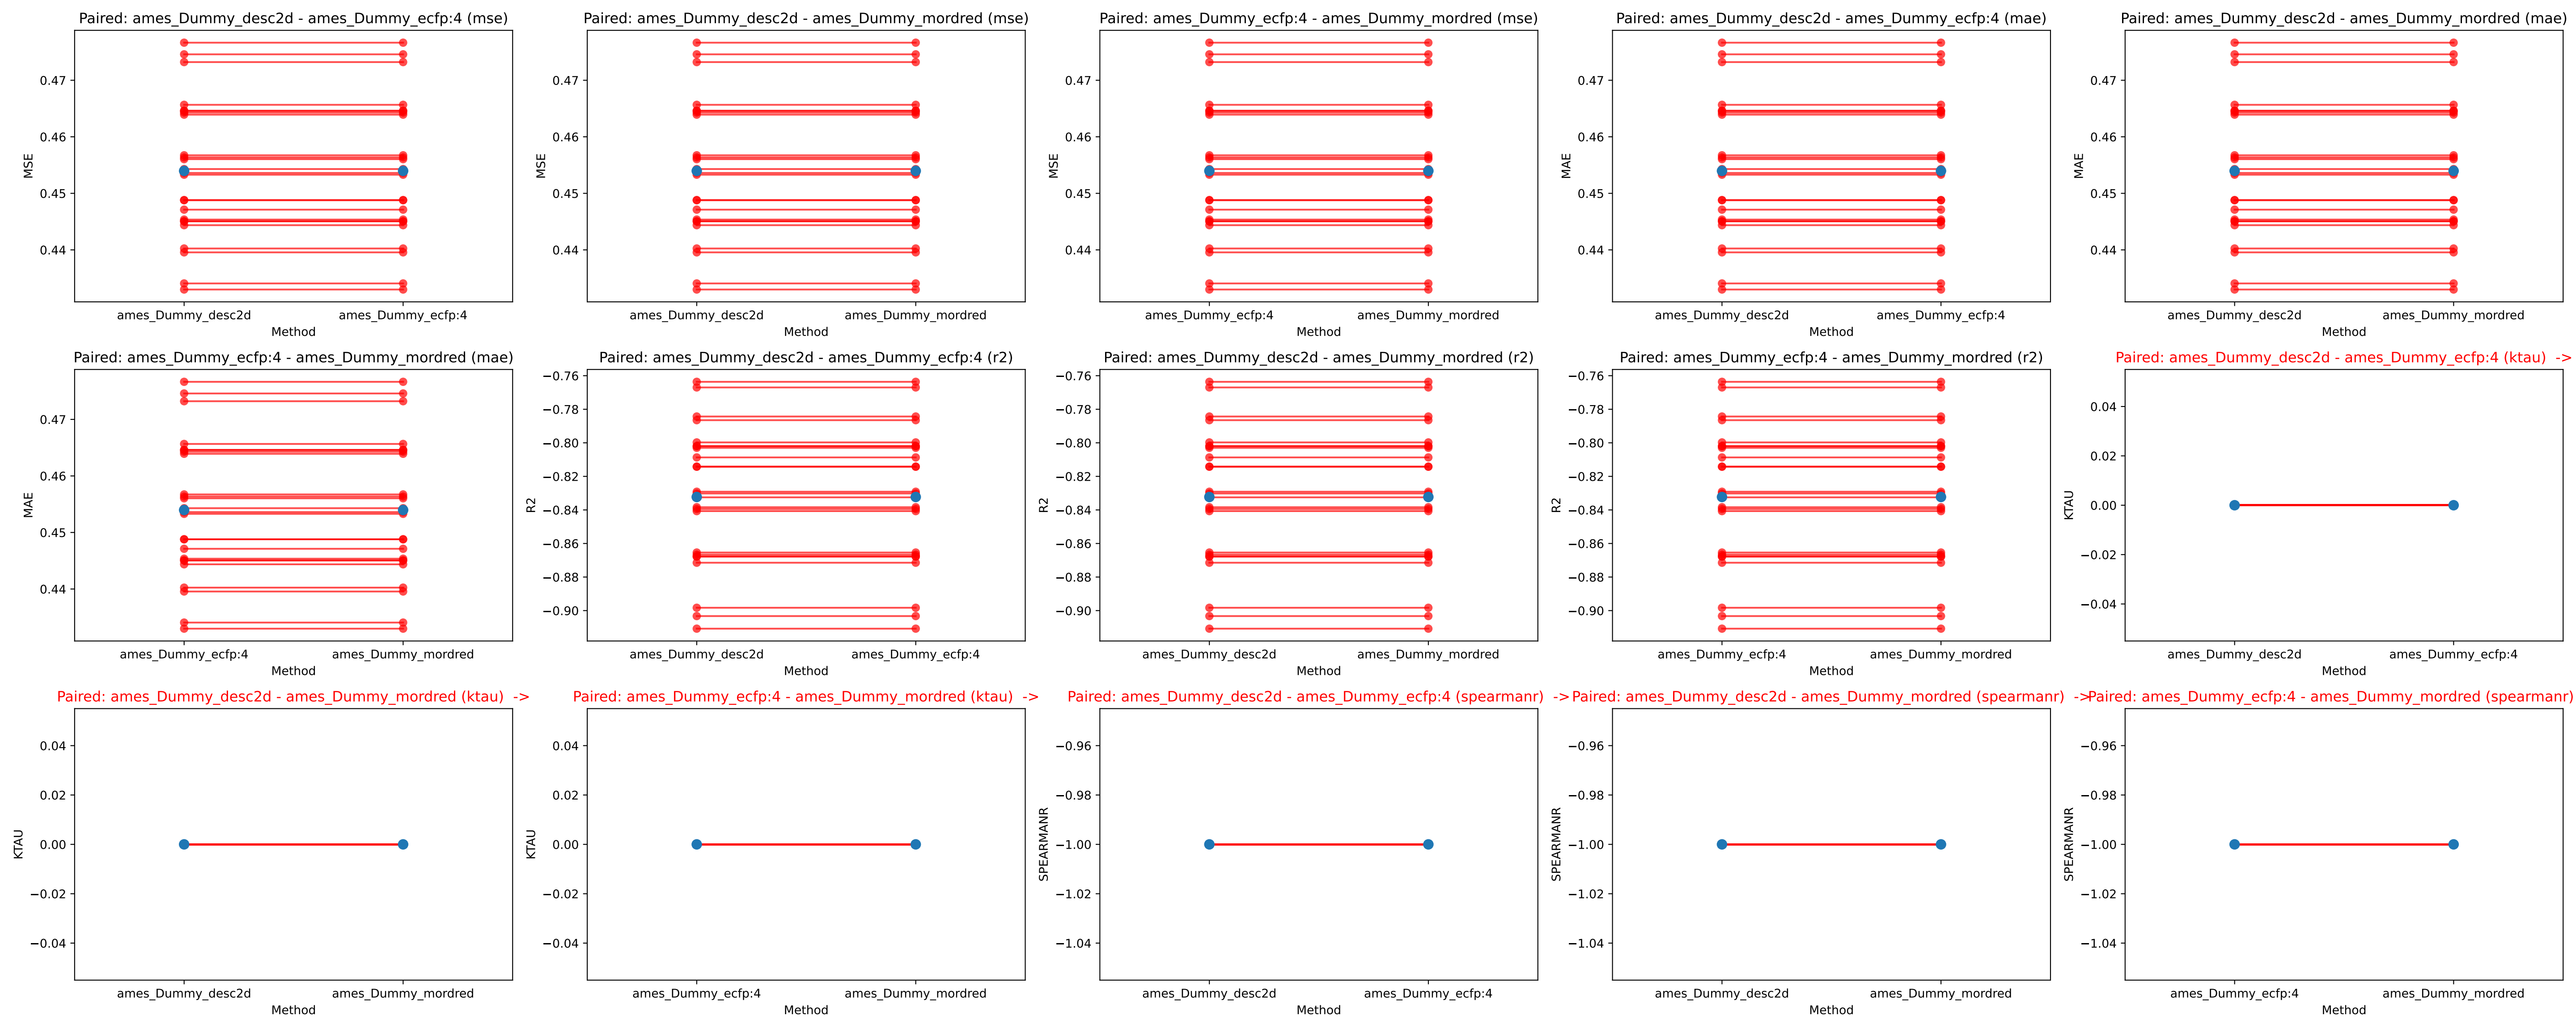 Paired: ames_Dummy_desc2d - ames_Dummy_ecfp:4 (mse)
0.47
0.46
0.45
0.44
MSE
ames_Dummy_desc2d ames_Dummy_ecfp:4
Method
Paired: ames_Dummy_desc2d - ames_Dummy_mordred (mse)
0.47
0.46
0.45
0.44
MSE
ames_Dummy_desc2d ames_Dummy_mordred
Method
Paired: ames_Dummy_ecfp:4 - ames_Dummy_mordred (mse)
0.47
0.46
0.45
0.44
MSE
ames_Dummy_ecfp:4 ames_Dummy_mordred
Method
Paired: ames_Dummy_desc2d - ames_Dummy_ecfp:4 (mae)
0.47
0.46
0.45
0.44
MAE
ames_Dummy_desc2d ames_Dummy_ecfp:4
Method
Paired: ames_Dummy_desc2d - ames_Dummy_mordred (mae)
0.47
0.46
0.45
0.44
MAE
ames_Dummy_desc2d ames_Dummy_mordred
Method
Paired: ames_Dummy_ecfp:4 - ames_Dummy_mordred (mae)
0.47
0.46
0.45
0.44
MAE
ames_Dummy_ecfp:4 ames_Dummy_mordred
Method
Paired: ames_Dummy_desc2d - ames_Dummy_ecfp:4 (r2)
−0.76
−0.78
−0.80
−0.82
−0.84
−0.86
−0.88
−0.90
R2
ames_Dummy_desc2d ames_Dummy_ecfp:4
Method
Paired: ames_Dummy_desc2d - ames_Dummy_mordred (r2)
−0.76
−0.78
−0.80
−0.82
−0.84
−0.86
−0.88
−0.90
R2
ames_Dummy_desc2d ames_Dummy_mordred
Method
Paired: ames_Dummy_ecfp:4 - ames_Dummy_mordred (r2)
−0.76
−0.78
−0.80
−0.82
−0.84
−0.86
−0.88
−0.90
R2
ames_Dummy_ecfp:4 ames_Dummy_mordred
Method
Paired: ames_Dummy_desc2d - ames_Dummy_ecfp:4 (ktau) ->
0.04
0.02
0.00
−0.02
−0.04
KTAU
ames_Dummy_desc2d ames_Dummy_ecfp:4
Method
Paired: ames_Dummy_desc2d - ames_Dummy_mordred (ktau) ->
0.04
0.02
0.00
−0.02
−0.04
KTAU
ames_Dummy_desc2d ames_Dummy_mordred
Method
Paired: ames_Dummy_ecfp:4 - ames_Dummy_mordred (ktau) ->
0.04
0.02
0.00
−0.02
−0.04
KTAU
ames_Dummy_ecfp:4 ames_Dummy_mordred
Method
Paired: ames_Dummy_desc2d - ames_Dummy_ecfp:4 (spearmanr) ->
−0.96
−0.98
−1.00
−1.02
−1.04
SPEARMANR
ames_Dummy_desc2d ames_Dummy_ecfp:4
Method
Paired: ames_Dummy_desc2d - ames_Dummy_mordred (spearmanr) ->
−0.96
−0.98
−1.00
−1.02
−1.04
SPEARMANR
ames_Dummy_desc2d ames_Dummy_mordred
Method
Paired: ames_Dummy_ecfp:4 - ames_Dummy_mordred (spearmanr)
−0.96
−0.98
−1.00
−1.02
−1.04
SPEARMANR
ames_Dummy_ecfp:4 ames_Dummy_mordred
Method